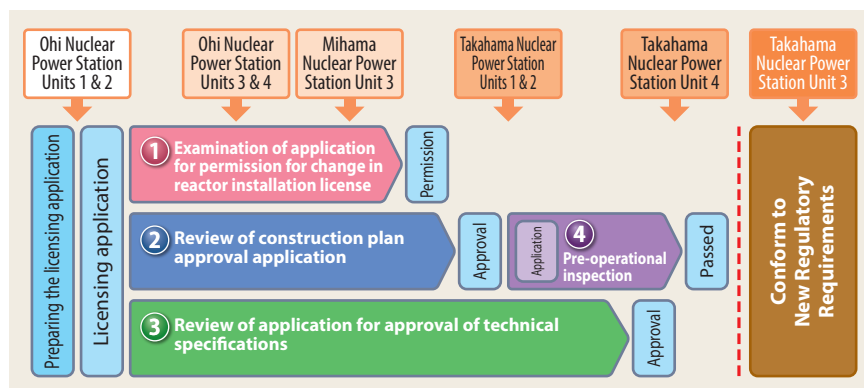 Ohi Nuclear
Power Station
Units 1 & 2
Ohi Nuclear
Power Station
Units 3 & 4
Mihama
Nuclear Power
Station Unit 3
Takahama Nuclear
Power Station
Units 1 & 2
Takahama
Nuclear Power
Station Unit 4
Takahama
Nuclear Power
Station Unit 3
Preparing the licensing application
Licensing application
1 Examination of application
for permission for change in
reactor installation license
Permission
2 Review of construction plan
approval application
Approval
Application
4
Pre-operational
inspection
Passed
3 Review of application for approval of technical
specifications
Approval
Conform to
New Regulatory
Requirements